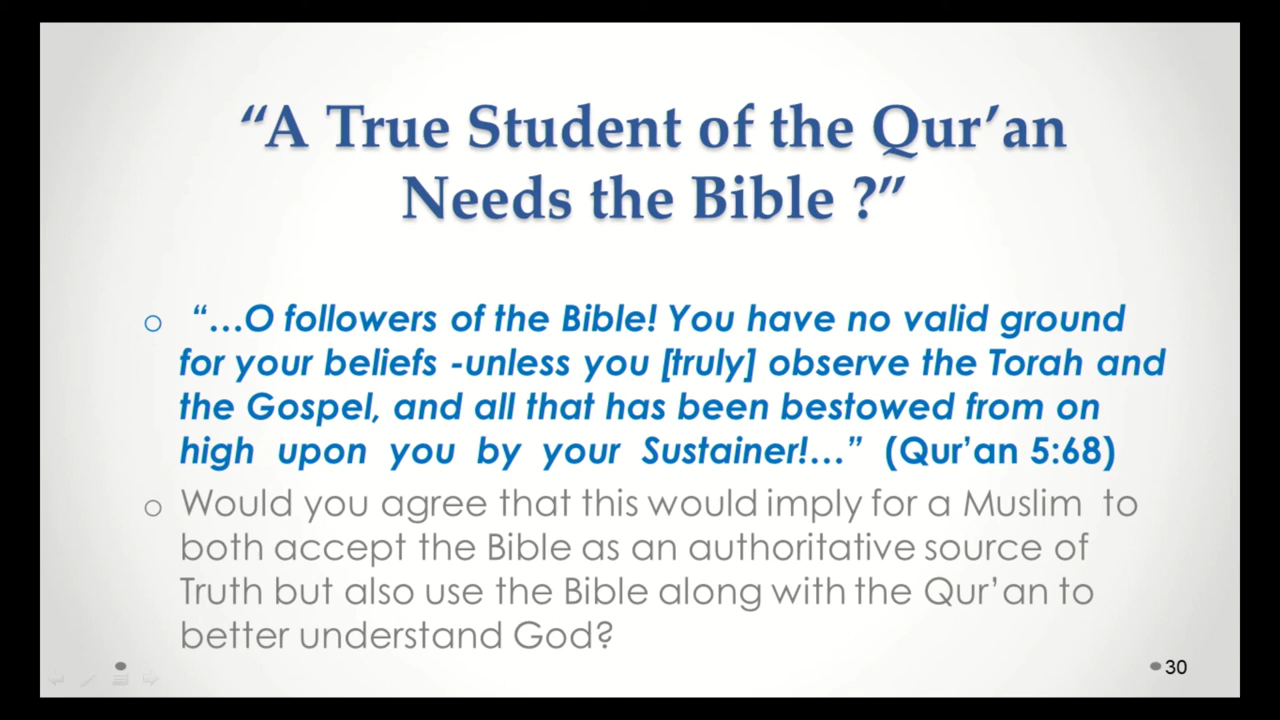 “A True Student of the Qur’an
Needs the Bible ?”
“...O followers of the Bible! You have no valid ground
for your beliefs -unless you [truly] observe the Torah and
the Gospel, and all that has been bestowed from on
high upon you by your Sustainer!...” (Qur’an 5:68)
Would you agree that this would imply for a Muslim to
both accept the Bible as an authoritative source of
Truth but also use the Bible along with the Qur’an to
better understand God?
30